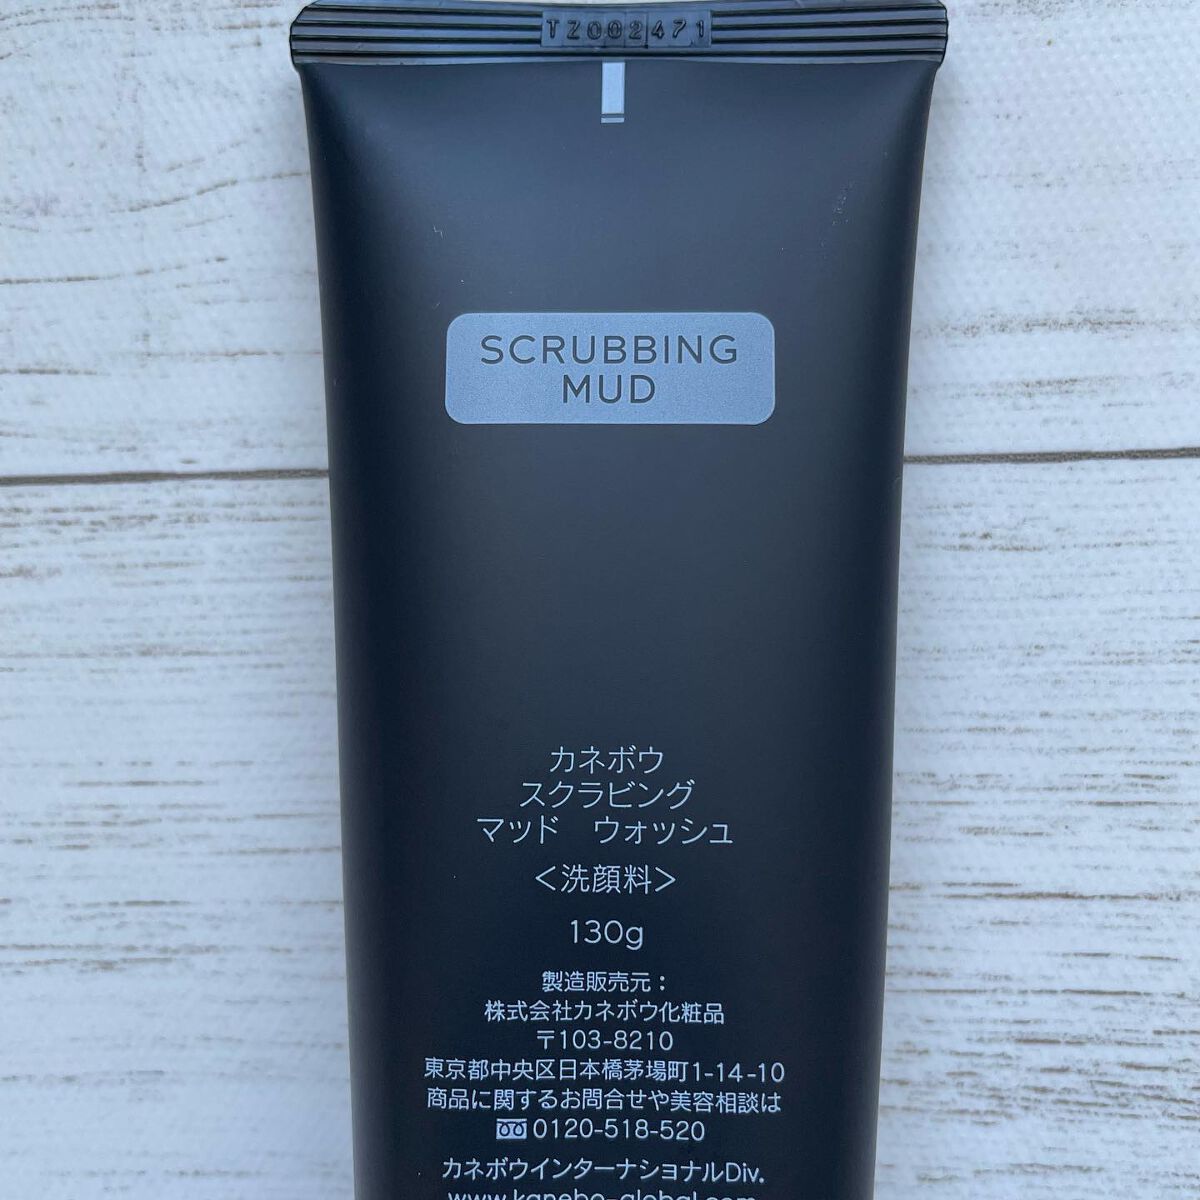 TZ002471
SCRUBBING
MUD
カネボウ
スクラビング
マッド　ウォッシュ
＜洗顔料＞
130g
製造販売元：
株式会社カネボウ化粧品
〒103-8210
東京都中央区日本橋茅場町1-14-10
商品に関するお問合せや美容相談は
0120-518-520
カネボウインターナショナルDiv.
www.kanebo-global.com